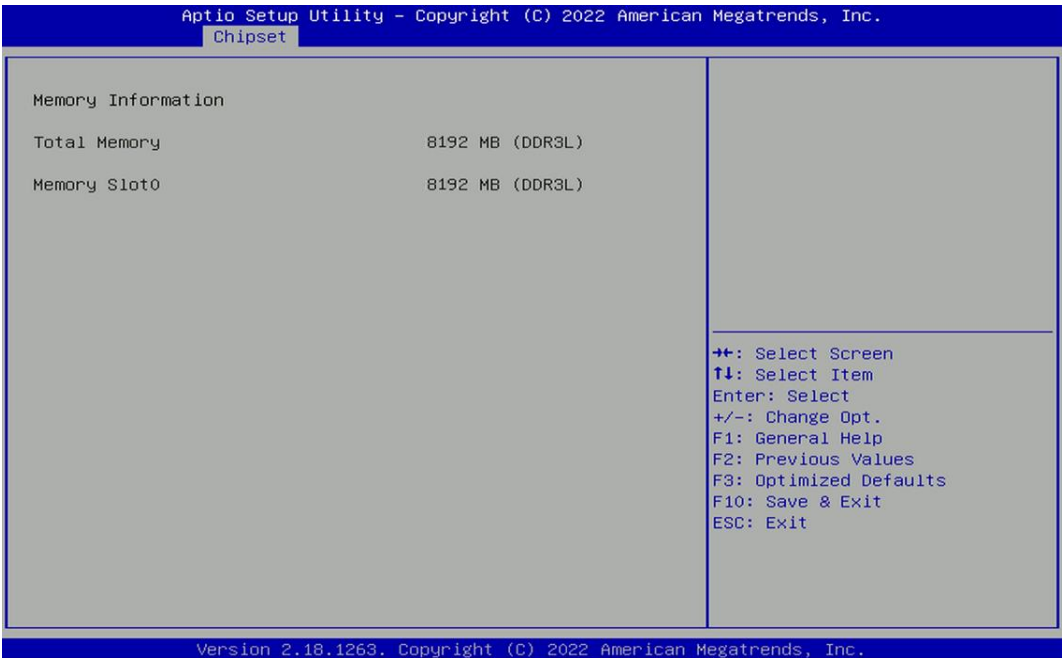 Aptio Setup Utility – Copyright (C) 2022 American Megatrends, Inc.
Chipset
Memory Information
Total Memory 8192 MB (DDR3L)
Memory Slot0 8192 MB (DDR3L)
→←: Select Screen
↑↓: Select Item
Enter: Select
+/-: Change Opt.
F1: General Help
F2: Previous Values
F3: Optimized Defaults
F10: Save & Exit
ESC: Exit
Version 2.18.1263. Copyright (C) 2022 American Megatrends, Inc.